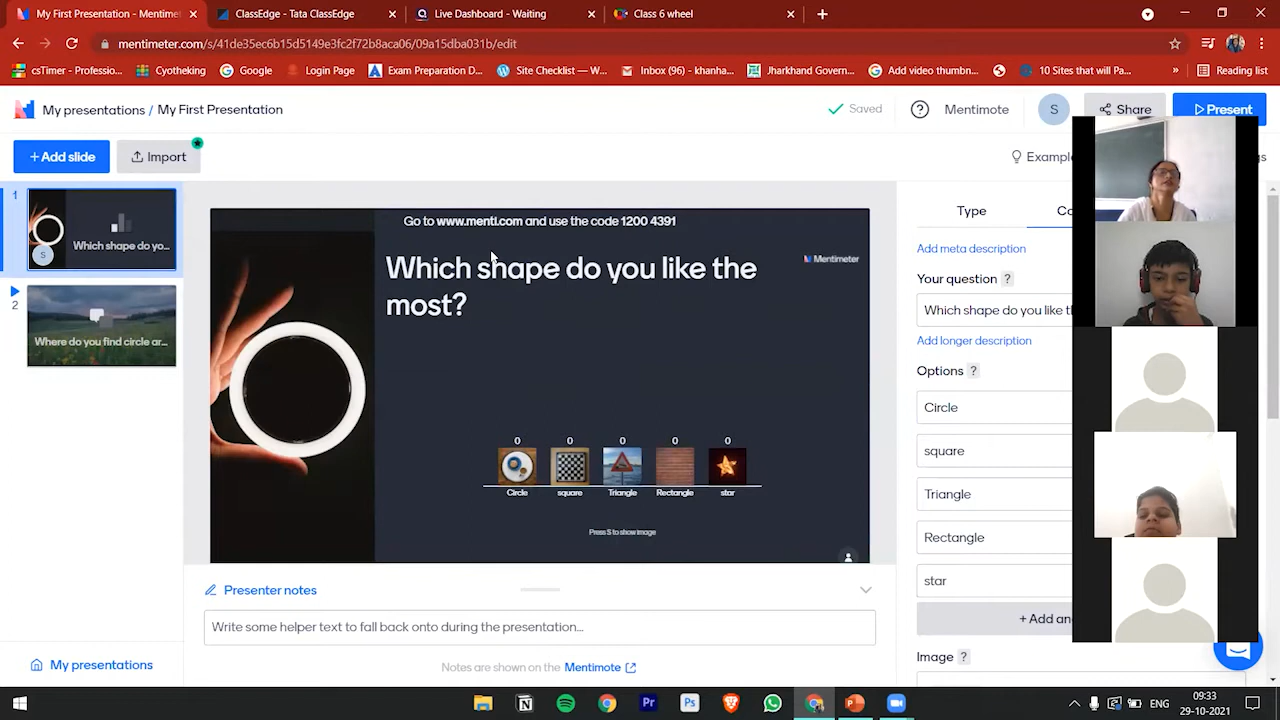 My First Presentation - Mentimet
ClassEdge - Tata ClassEdge
Live Dashboard - Waiting
Class 6 wheel
mentimeter.com/s/41de35ec6b15d5149e3fc2f72b8aca06/09a15dba031b/edit
csTimer - Professio...
Cyotheking
Google
Login Page
Exam Preparation D...
Site Checklist — W...
Inbox (96) - khanha...
Jharkhand Govern...
Add video thumbn...
10 Sites that will Pa...
»
Reading list
My presentations / My First Presentation
Saved
Mentimote
S
Share
Present
+ Add slide
Import
Example
gs
1
Which shape do yo...
S
2
Where do you find circle ar...
Go to www.menti.com and use the code 1200 4391
Which shape do you like the
most?
Mentimeter
0 0 0 0 0
Circle square Triangle Rectangle star
Press S to show image
Type
Co
Add meta description
Your question ?
Which shape do you like th
Add longer description
Options ?
Circle
square
Triangle
Rectangle
star
+ Add an
Image ?
Presenter notes
Write some helper text to fall back onto during the presentation...
Notes are shown on the Mentimote
My presentations
ENG
09:33
29-10-2021